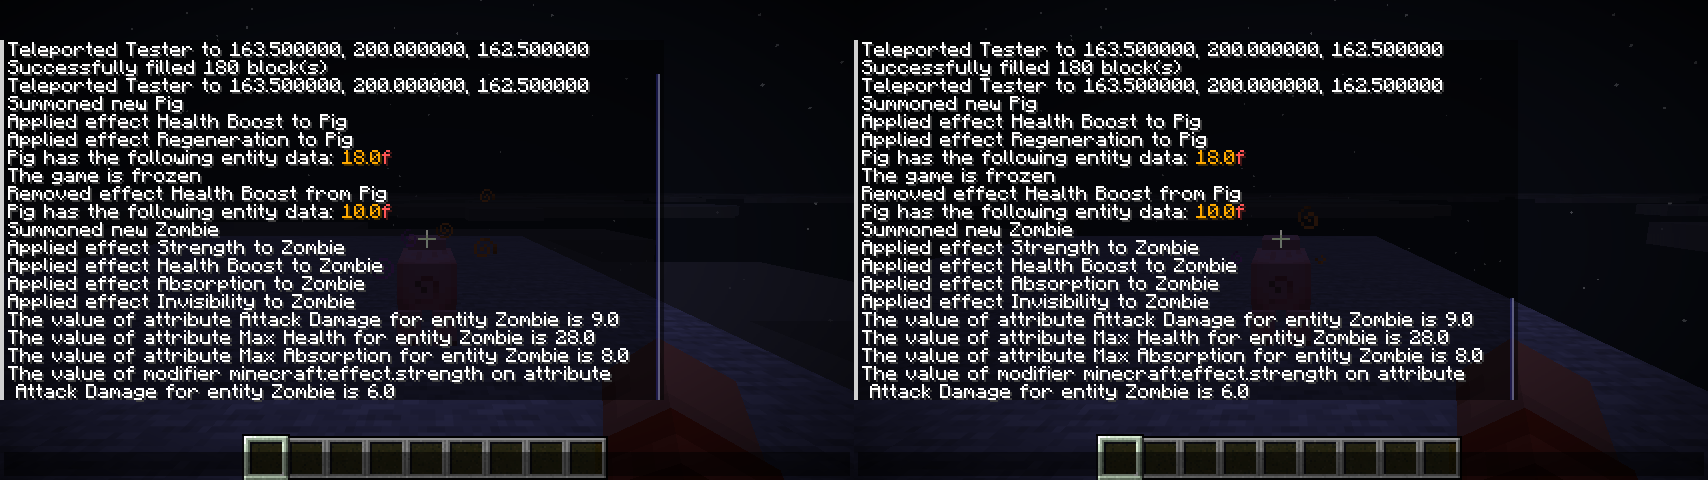 Teleported Tester to 163.500000, 200.000000, 162.500000
Successfully filled 180 block(s)
Teleported Tester to 163.500000, 200.000000, 162.500000
Summoned new Pig
Applied effect Health Boost to Pig
Applied effect Regeneration to Pig
Pig has the following entity data: 18.0f
The game is frozen
Removed effect Health Boost from Pig
Pig has the following entity data: 10.0f
Summoned new Zombie
Applied effect Strength to Zombie
Applied effect Health Boost to Zombie
Applied effect Absorption to Zombie
Applied effect Invisibility to Zombie
The value of attribute Attack Damage for entity Zombie is 9.0
The value of attribute Max Health for entity Zombie is 28.0
The value of attribute Max Absorption for entity Zombie is 8.0
The value of modifier minecraft:effect.strength on attribute
Attack Damage for entity Zombie is 6.0
Teleported Tester to 163.500000, 200.000000, 162.500000
Successfully filled 180 block(s)
Teleported Tester to 163.500000, 200.000000, 162.500000
Summoned new Pig
Applied effect Health Boost to Pig
Applied effect Regeneration to Pig
Pig has the following entity data: 18.0f
The game is frozen
Removed effect Health Boost from Pig
Pig has the following entity data: 10.0f
Summoned new Zombie
Applied effect Strength to Zombie
Applied effect Health Boost to Zombie
Applied effect Absorption to Zombie
Applied effect Invisibility to Zombie
The value of attribute Attack Damage for entity Zombie is 9.0
The value of attribute Max Health for entity Zombie is 28.0
The value of attribute Max Absorption for entity Zombie is 8.0
The value of modifier minecraft:effect.strength on attribute
Attack Damage for entity Zombie is 6.0